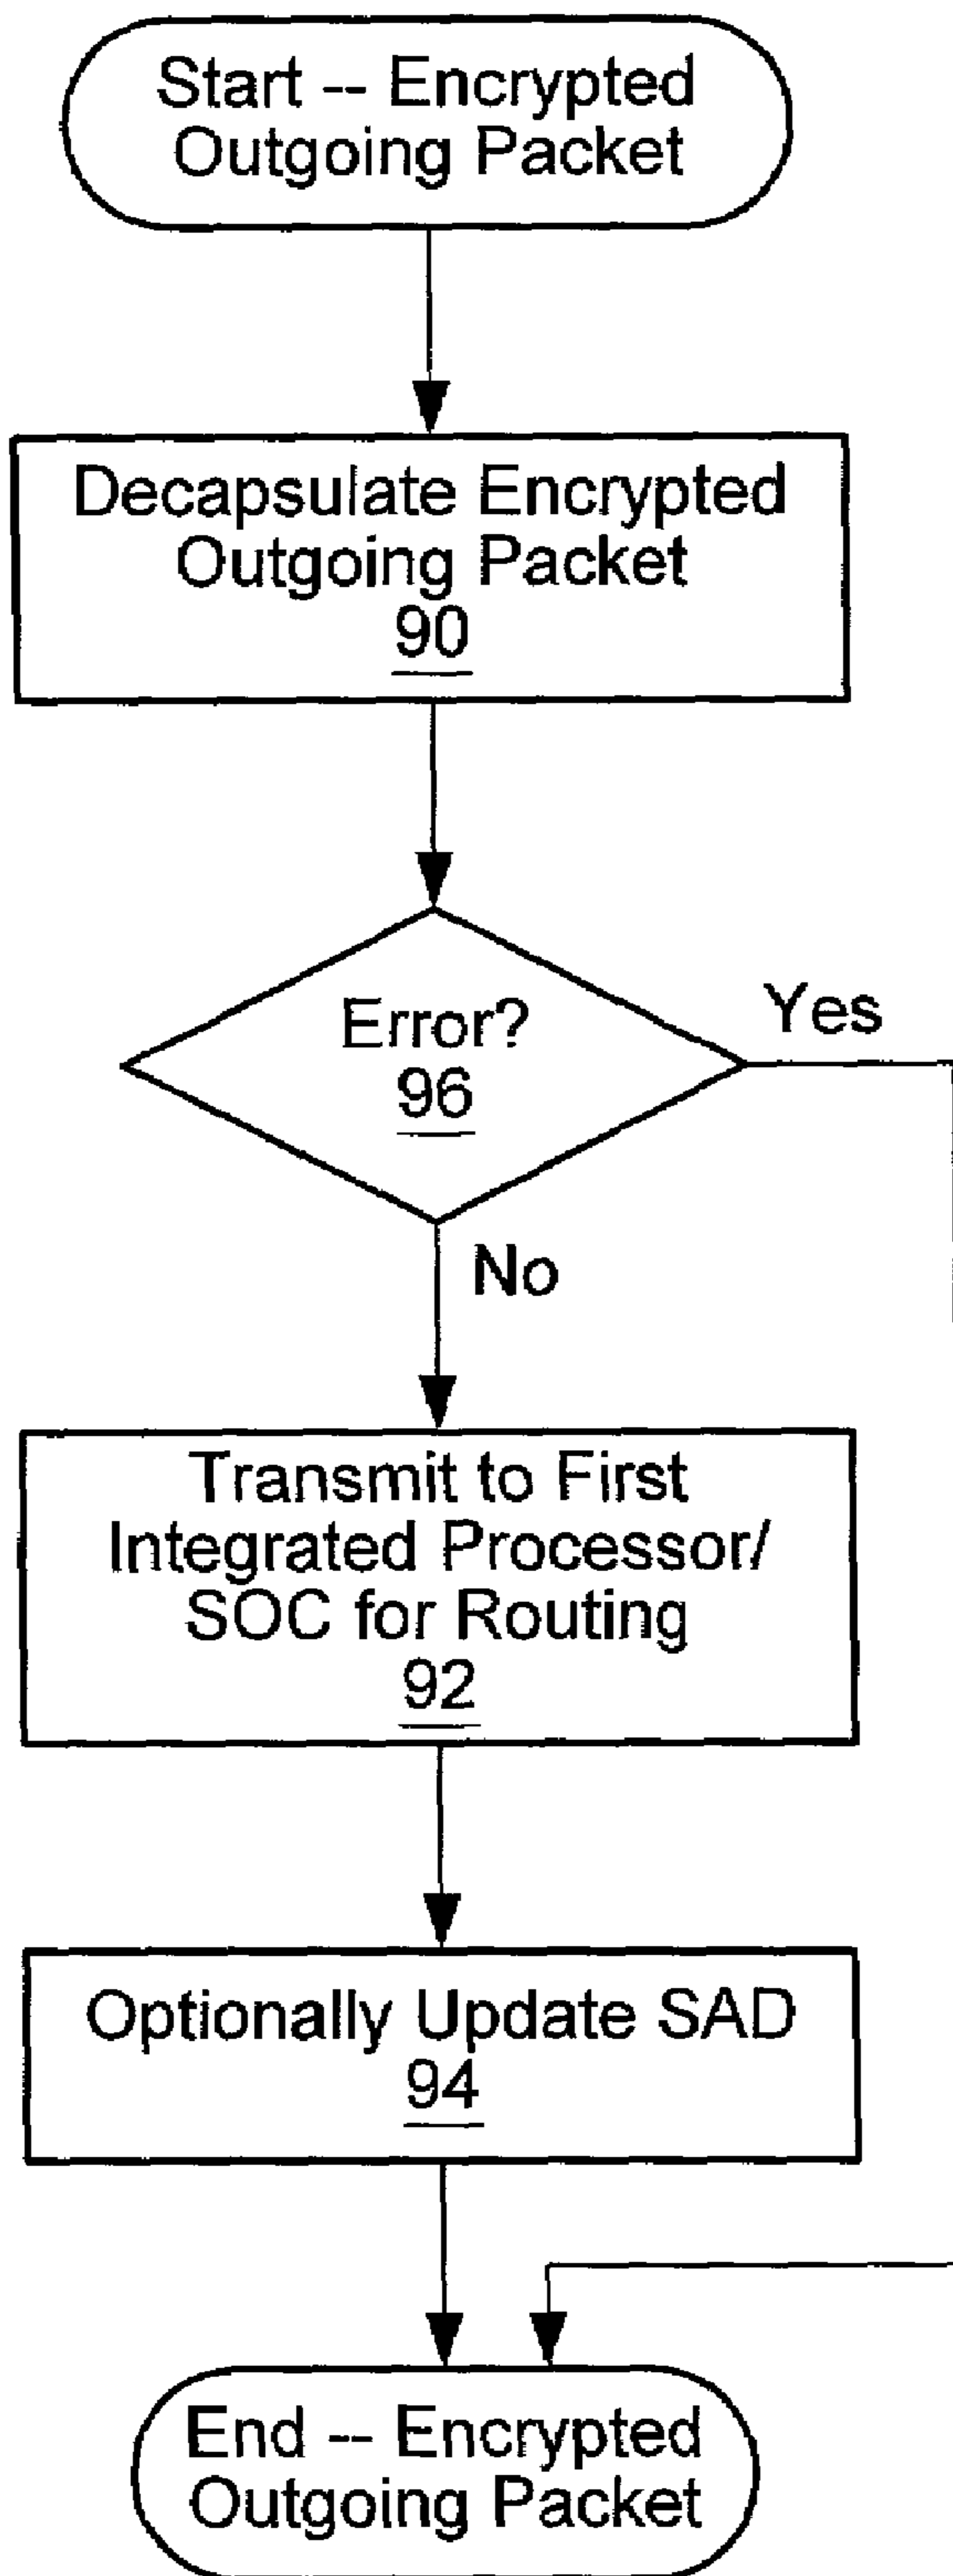 Start -- Encrypted
Outgoing Packet
Decapsulate Encrypted
Outgoing Packet
90
Error?
96
Yes
No
Transmit to First
Integrated Processor/
SOC for Routing
92
Optionally Update SAD
94
End -- Encrypted
Outgoing Packet